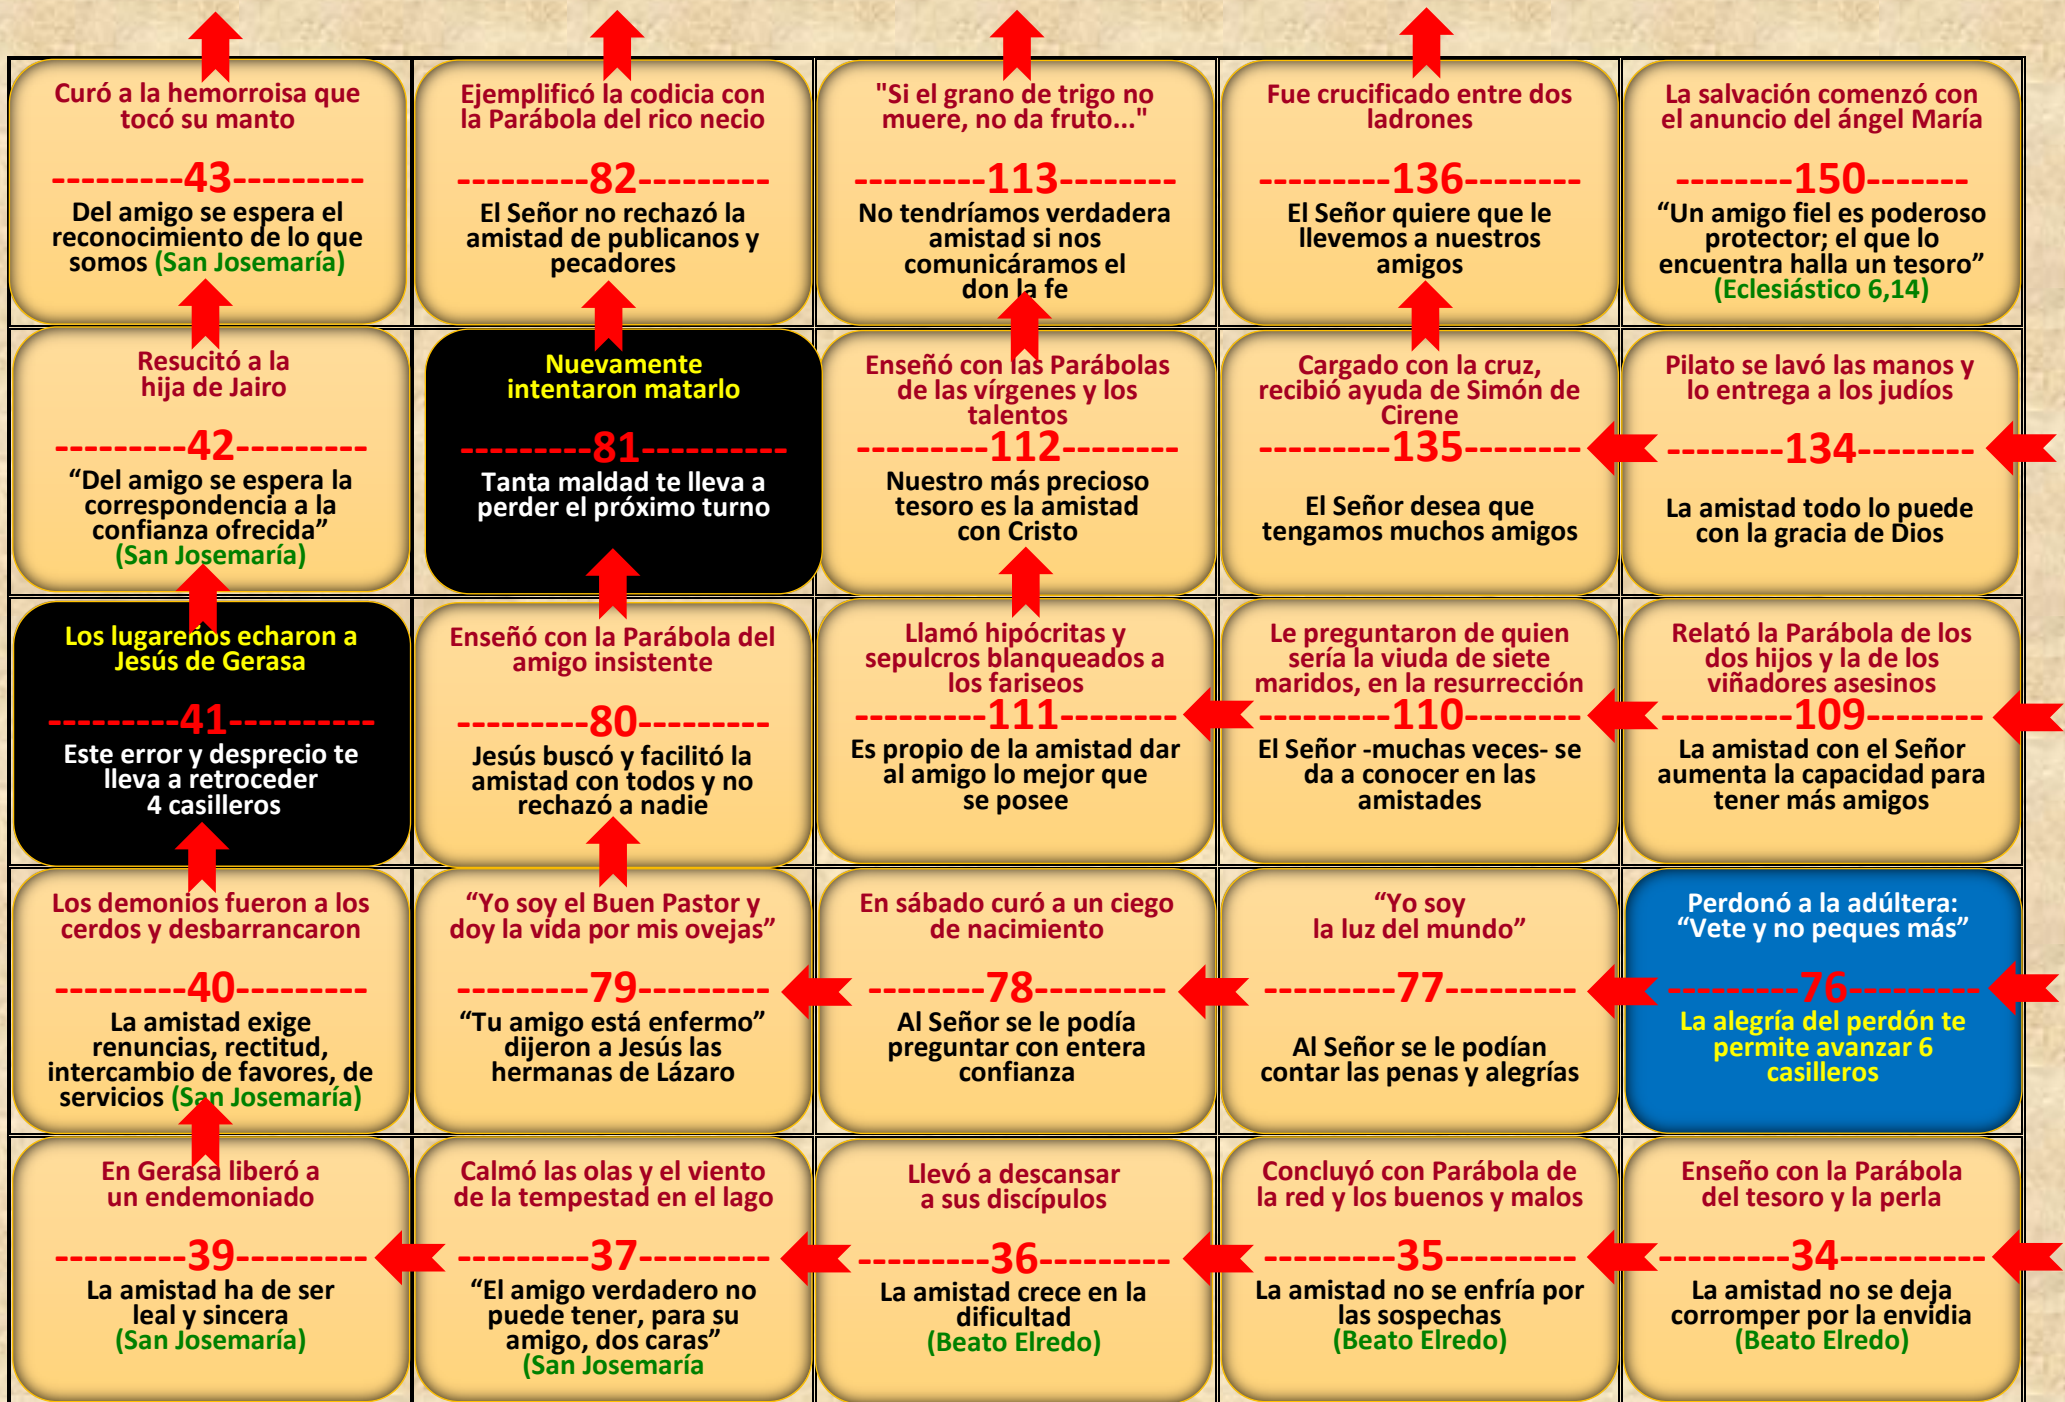 Curó a la hemorroisa que
tocó su manto
---------43---------
Del amigo se espera el
reconocimiento de lo que
somos (San Josemaría)
Ejemplificó la codicia con
la Parábola del rico necio
---------82---------
El Señor no rechazó la
amistad de publicanos y
pecadores
"Si el grano de trigo no
muere, no da fruto..."
---------113--------
No tendríamos verdadera
amistad si nos
comunicáramos el
don la fe
Fue crucificado entre dos
ladrones
---------136--------
El Señor quiere que le
llevemos a nuestros
amigos
La salvación comenzó con
el anuncio del ángel María
--------150-------
“Un amigo fiel es poderoso
protector; el que lo
encuentra halla un tesoro”
(Eclesiástico 6,14)
Resucitó a la
hija de Jairo
---------42---------
“Del amigo se espera la
correspondencia a la
confianza ofrecida”
(San Josemaría)
Nuevamente
intentaron matarlo
---------81----------
Tanta maldad te lleva a
perder el próximo turno
Enseñó con las Parábolas
de las vírgenes y los
talentos
---------112--------
Nuestro más precioso
tesoro es la amistad
con Cristo
Cargado con la cruz,
recibió ayuda de Simón de
Cirene
---------135--------
El Señor desea que
tengamos muchos amigos
Pilato se lavó las manos y
lo entrega a los judíos
--------134--------
La amistad todo lo puede
con la gracia de Dios
Los lugareños echaron a
Jesús de Gerasa
---------41----------
Este error y desprecio te
lleva a retroceder
4 casilleros
Enseñó con la Parábola del
amigo insistente
---------80---------
Jesús buscó y facilitó la
amistad con todos y no
rechazó a nadie
Llamó hipócritas y
sepulcros blanqueados a
los fariseos
---------111--------
Es propio de la amistad dar
al amigo lo mejor que
se posee
Le preguntaron de quien
sería la viuda de siete
maridos, en la resurrección
---------110--------
El Señor -muchas veces- se
da a conocer en las
amistades
Relató la Parábola de los
dos hijos y la de los
viñadores asesinos
---------109--------
La amistad con el Señor
aumenta la capacidad para
tener más amigos
Los demonios fueron a los
cerdos y desbarrancaron
---------40---------
La amistad exige
renuncias, rectitud,
intercambio de favores, de
servicios (San Josemaría)
“Yo soy el Buen Pastor y
doy la vida por mis ovejas”
---------79---------
“Tu amigo está enfermo”
dijeron a Jesús las
hermanas de Lázaro
En sábado curó a un ciego
de nacimiento
--------78---------
Al Señor se le podía
preguntar con entera
confianza
“Yo soy
la luz del mundo”
---------77---------
Al Señor se le podían
contar las penas y alegrías
Perdonó a la adúltera:
“Vete y no peques más”
---------76---------
La alegría del perdón te
permite avanzar 6
casilleros
En Gerasa liberó a
un endemoniado
---------39---------
La amistad ha de ser
leal y sincera
(San Josemaría)
Calmó las olas y el viento
de la tempestad en el lago
---------37---------
“El amigo verdadero no
puede tener, para su
amigo, dos caras”
(San Josemaría
Llevó a descansar
a sus discípulos
---------36---------
La amistad crece en la
dificultad
(Beato Elredo)
Concluyó con Parábola de
la red y los buenos y malos
---------35---------
La amistad no se enfría por
las sospechas
(Beato Elredo)
Enseño con la Parábola
del tesoro y la perla
---------34----------
La amistad no se deja
corromper por la envidia
(Beato Elredo)